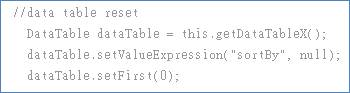 //data table reset
DataTable dataTable = this.getDataTableX();
dataTable.setValueExpression("sortBy", null);
dataTable.setFirst(0);